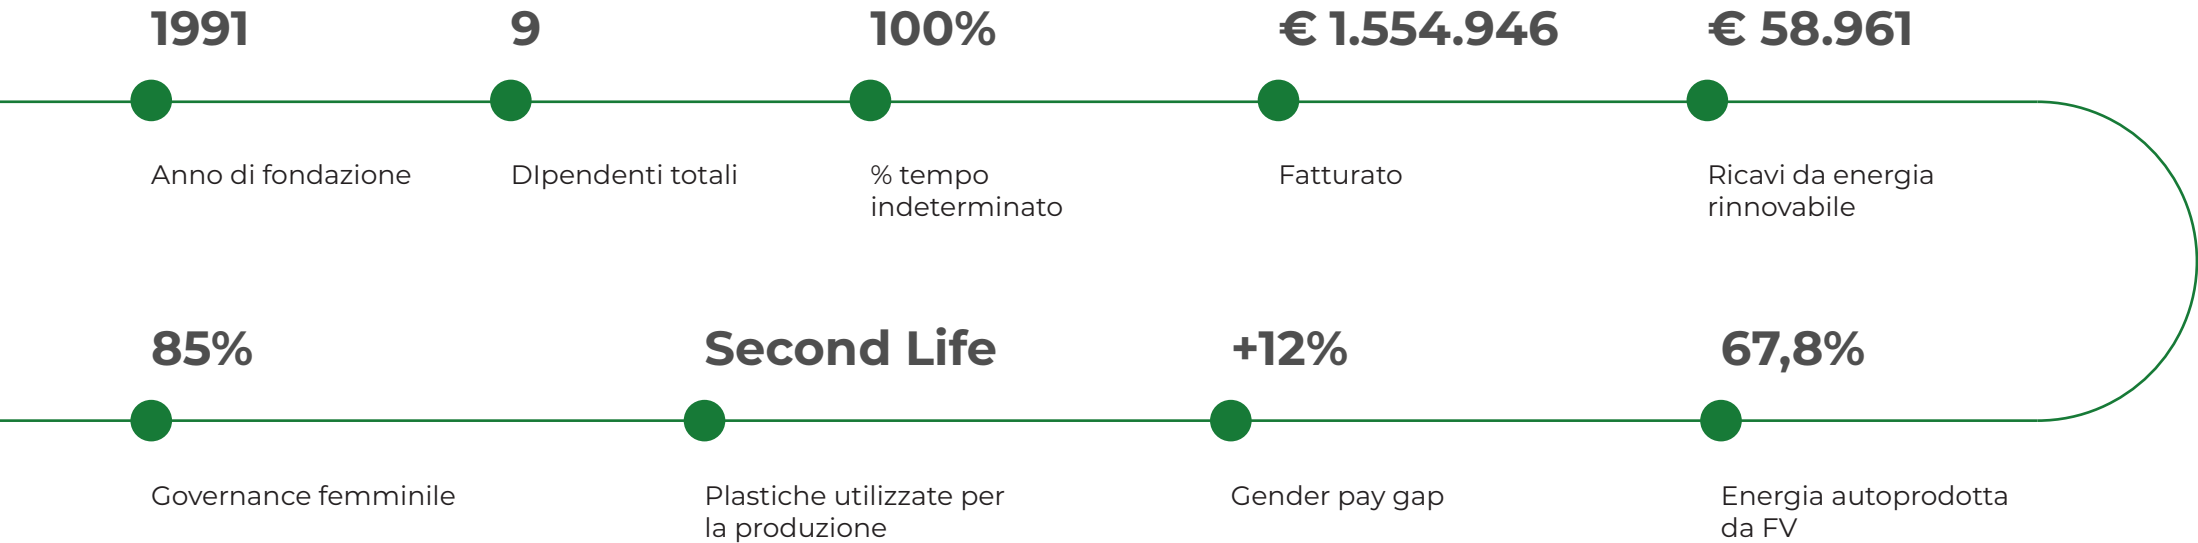 1991
9
100%
€ 1.554.946
€ 58.961
Anno di fondazione
DIpendenti totali
% tempo
indeterminato
Fatturato
Ricavi da energia
rinnovabile
85%
Second Life
+12%
67,8%
Governance femminile
Plastiche utilizzate per
la produzione
Gender pay gap
Energia autoprodotta
da FV